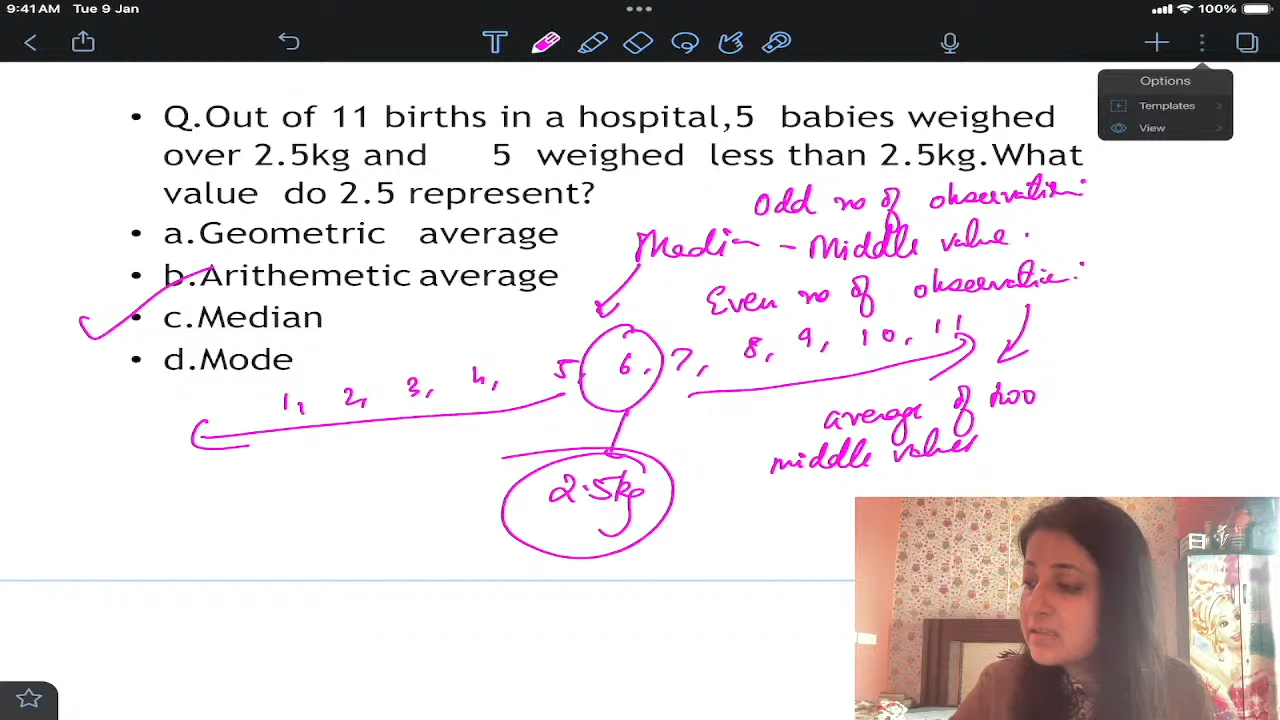 9:41 AM Tue 9 Jan
100%
T
Options
Templates
View
• Q.Out of 11 births in a hospital,5 babies weighed
over 2.5kg and 5 weighed less than 2.5kg.What
value do 2.5 represent?
• a.Geometric average
• b.Arithemetic average
• c.Median
• d.Mode
Odd no of observation:
Median - Middle value.
Even no of observation:
1, 2, 3, 4, 5, 6, 7, 8, 9, 10, 11
average of two
middle values
2.5kg